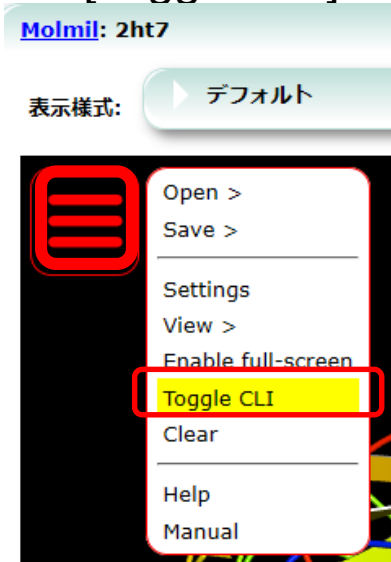 Molmil: 2ht7
表示様式:
デフォルト
Open >
Save >
Settings
View >
Enable full-screen
Toggle CLI
Clear
Help
Manual